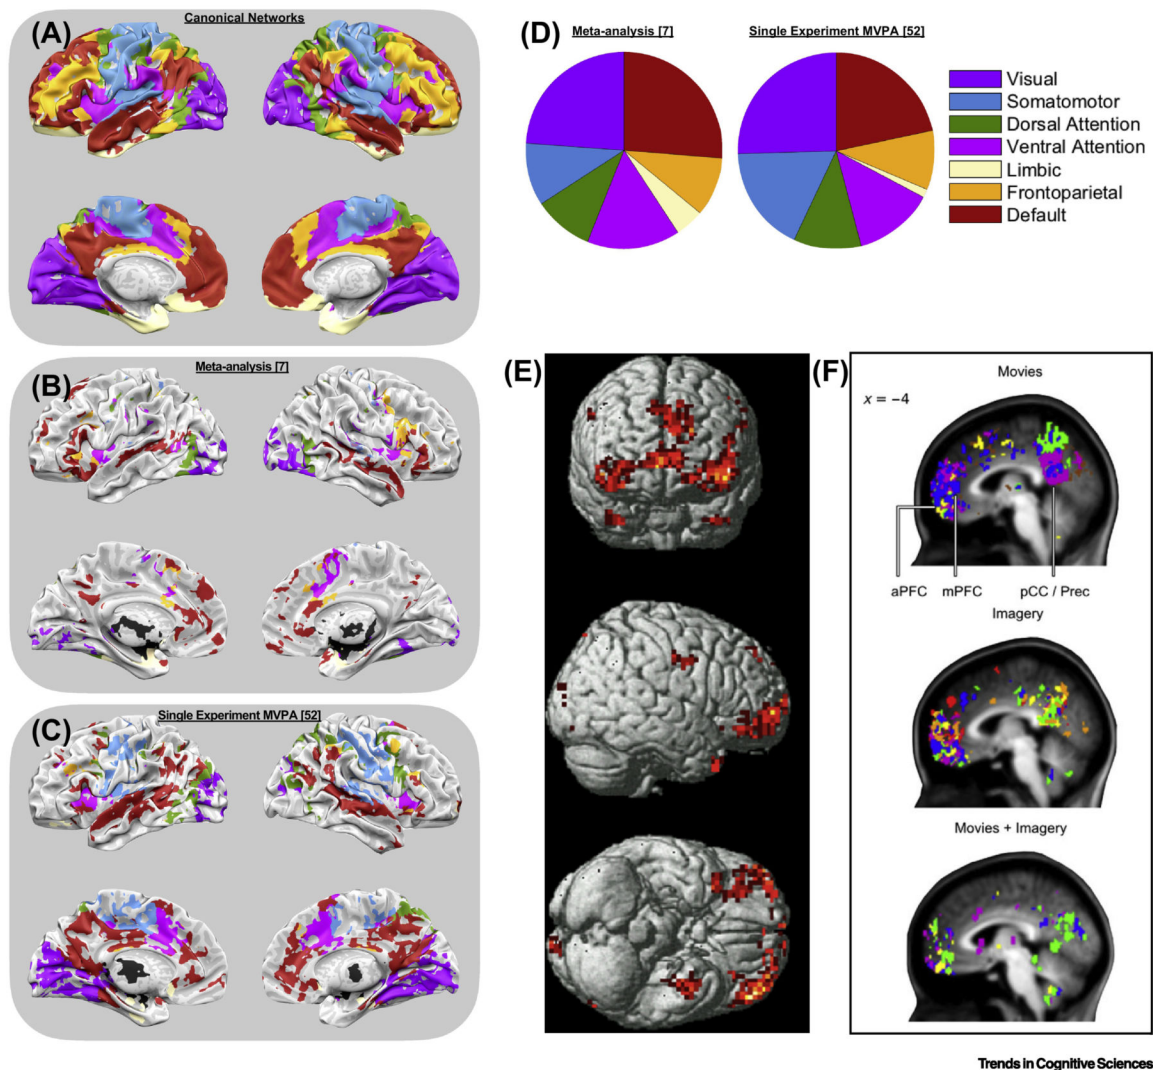 (A)
Canonical Networks
(B)
Meta-analysis [7]
(C)
Single Experiment MVPA [52]
(D)
Meta-analysis [7]
Single Experiment MVPA [52]
Visual
Somatomotor
Dorsal Attention
Ventral Attention
Limbic
Frontoparietal
Default
(E)
(F)
Movies
x = −4
aPFC mPFC pCC / Prec
Imagery
Movies + Imagery
Trends in Cognitive Sciences